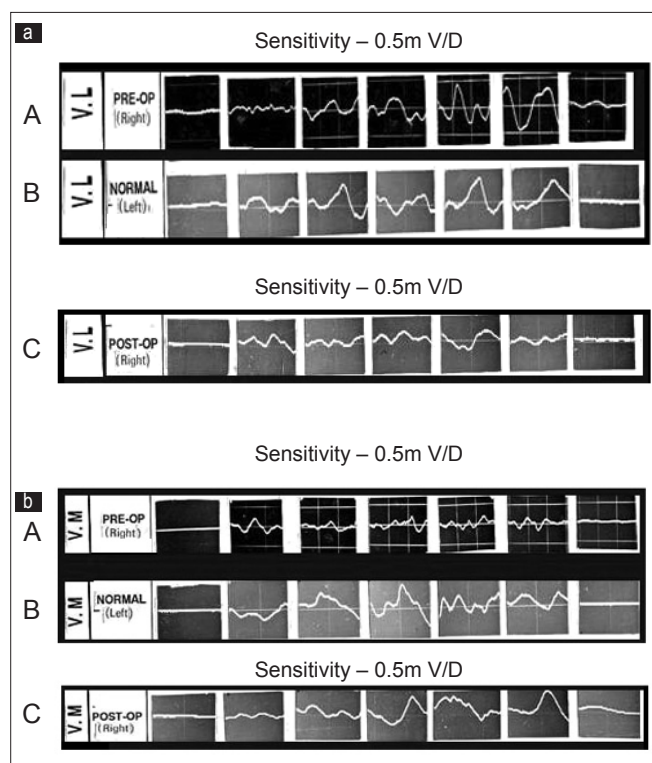 a
Sensitivity – 0.5m V/D
A
V.L
PRE-OP
(Right)
B
V.L
NORMAL
(Left)
Sensitivity – 0.5m V/D
C
V.L
POST-OP
(Right)
Sensitivity – 0.5m V/D
b
A
V.M
PRE-OP
(Right)
B
V.M
NORMAL
(Left)
Sensitivity – 0.5m V/D
C
V.M
POST-OP
(Right)